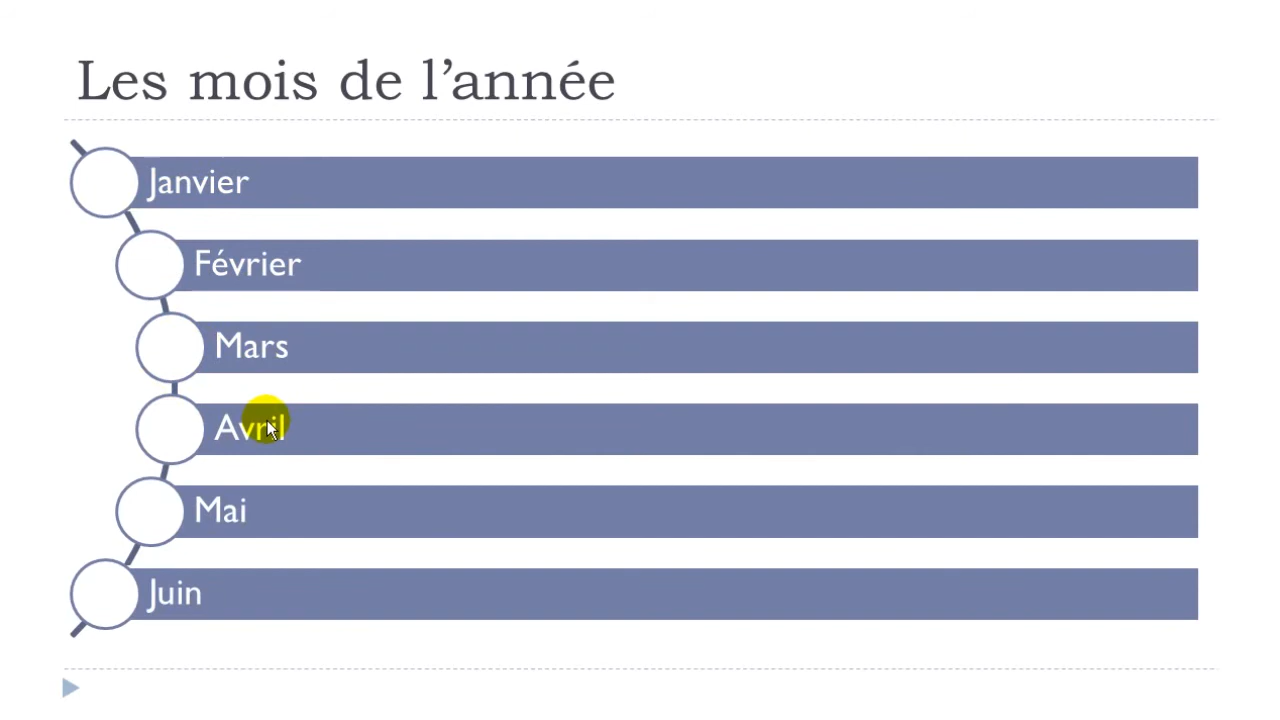 Les mois de l’année
Janvier
Février
Mars
Avril
Mai
Juin